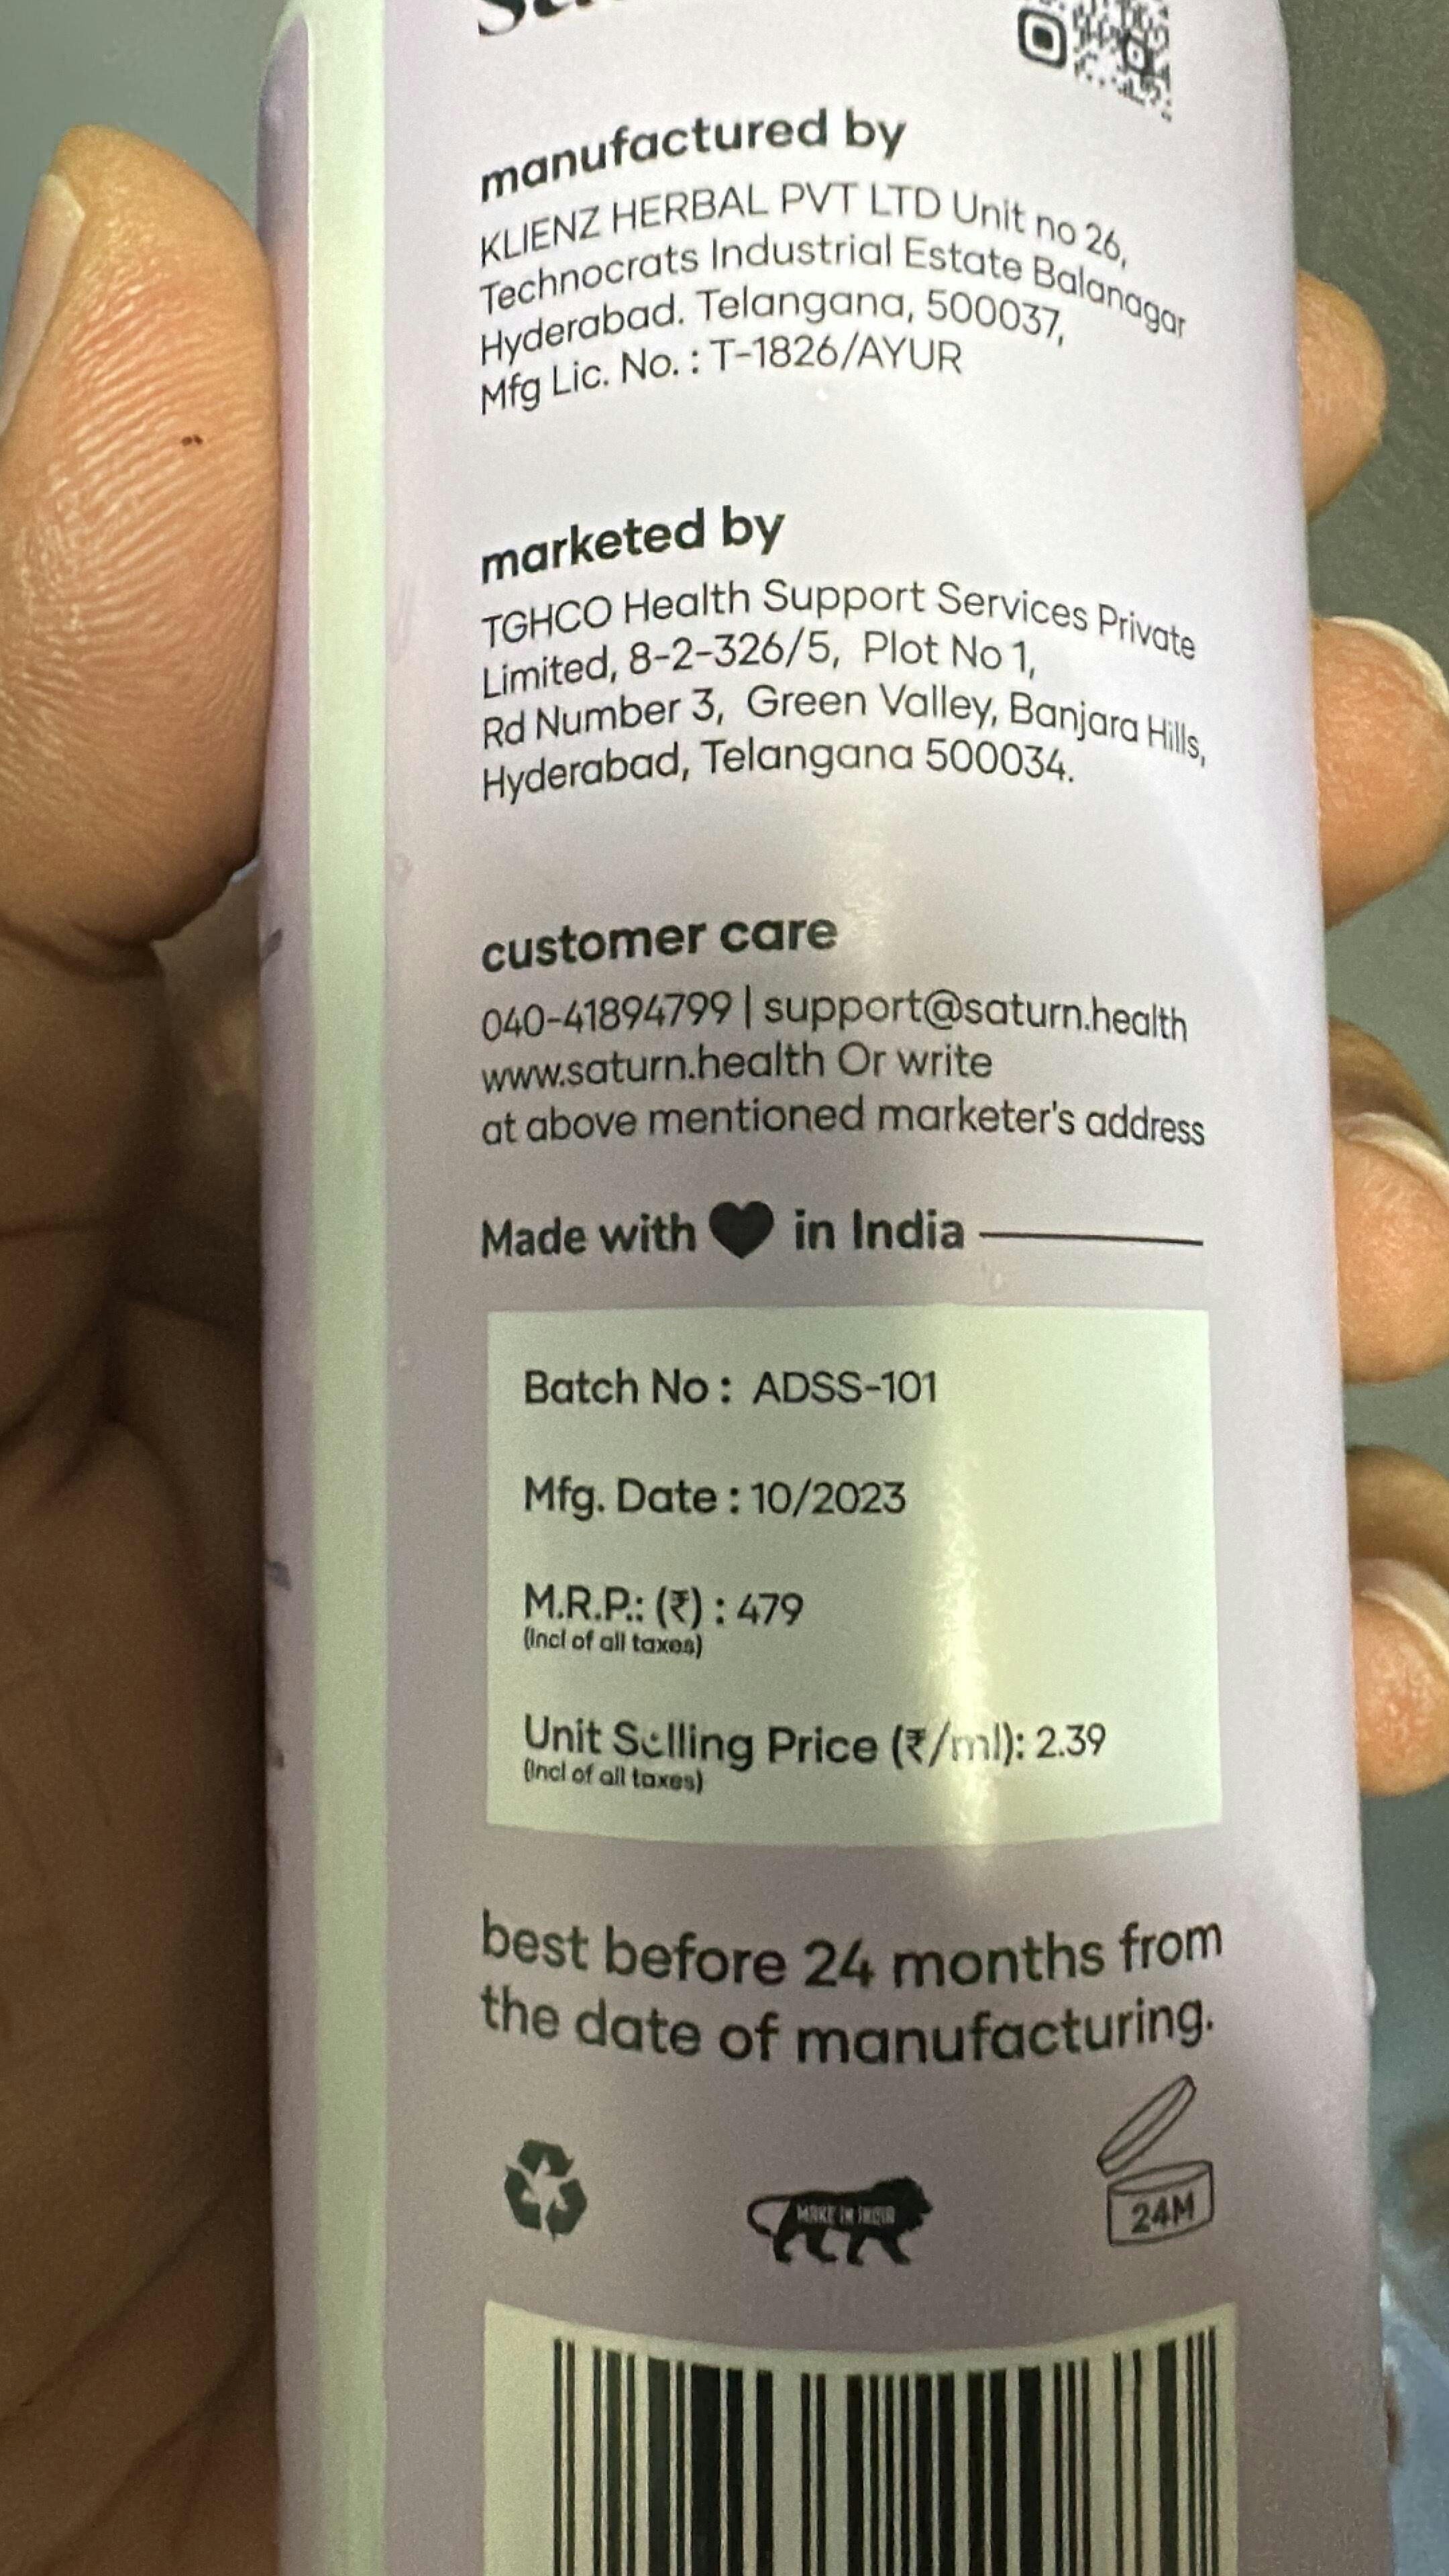 manufactured by
KLIENZ HERBAL PVT LTD Unit no 26,
Technocrats Industrial Estate Balanagar
Hyderabad. Telangana, 500037,
Mfg Lic. No. : T-1826/AYUR
marketed by
TGHCO Health Support Services Private
Limited, 8-2-326/5, Plot No 1,
Rd Number 3, Green Valley, Banjara Hills,
Hyderabad, Telangana 500034.
customer care
040-41894799 | support@saturn.health
www.saturn.health Or write
at above mentioned marketer's address
Made with ♥ in India
Batch No : ADSS-101
Mfg. Date : 10/2023
M.R.P.: (₹) : 479
(Incl of all taxes)
Unit Selling Price (₹/ml): 2.39
(Incl of all taxes)
best before 24 months from
the date of manufacturing.
MAKE IN INDIA
24M